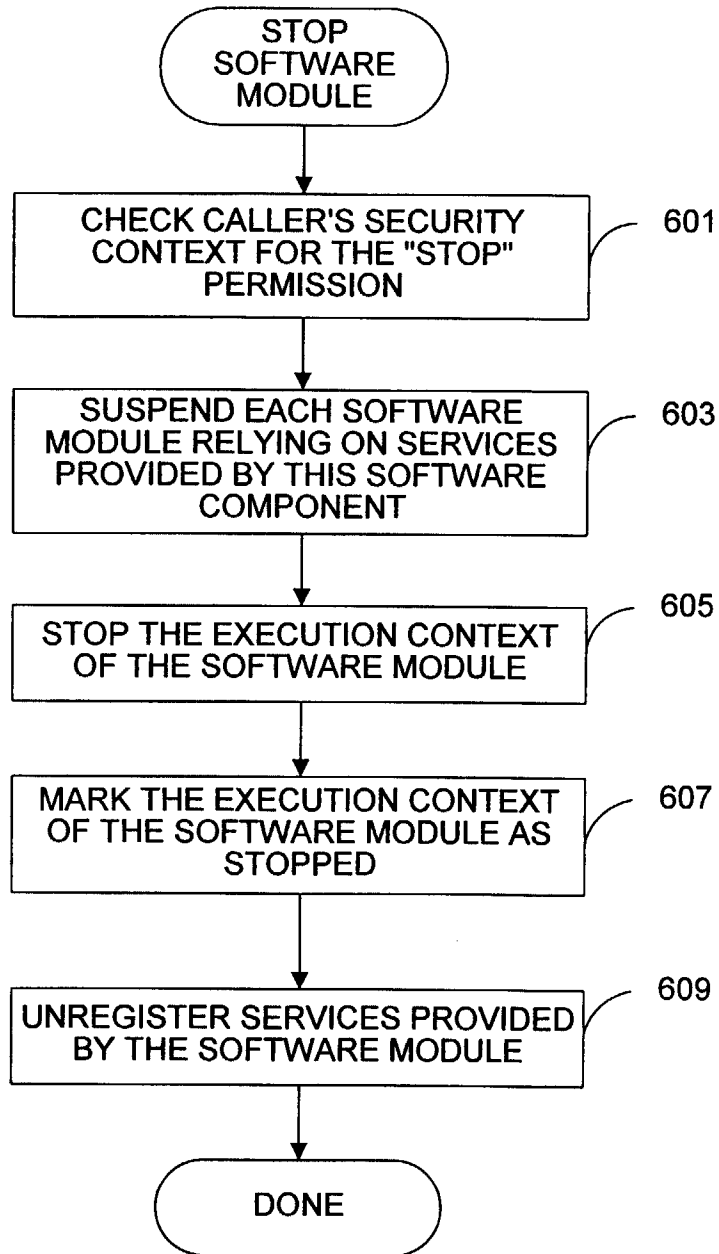 STOP
SOFTWARE
MODULE
CHECK CALLER'S SECURITY
CONTEXT FOR THE "STOP"
PERMISSION
601
SUSPEND EACH SOFTWARE
MODULE RELYING ON SERVICES
PROVIDED BY THIS SOFTWARE
COMPONENT
603
STOP THE EXECUTION CONTEXT
OF THE SOFTWARE MODULE
605
MARK THE EXECUTION CONTEXT
OF THE SOFTWARE MODULE AS
STOPPED
607
UNREGISTER SERVICES PROVIDED
BY THE SOFTWARE MODULE
609
DONE